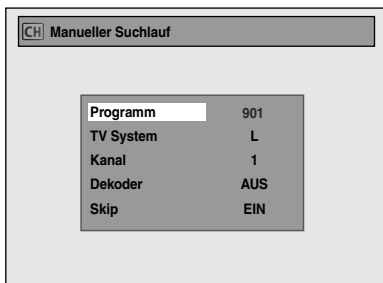 CH Manueller Suchlauf
Programm 901
TV System L
Kanal 1
Dekoder AUS
Skip EIN